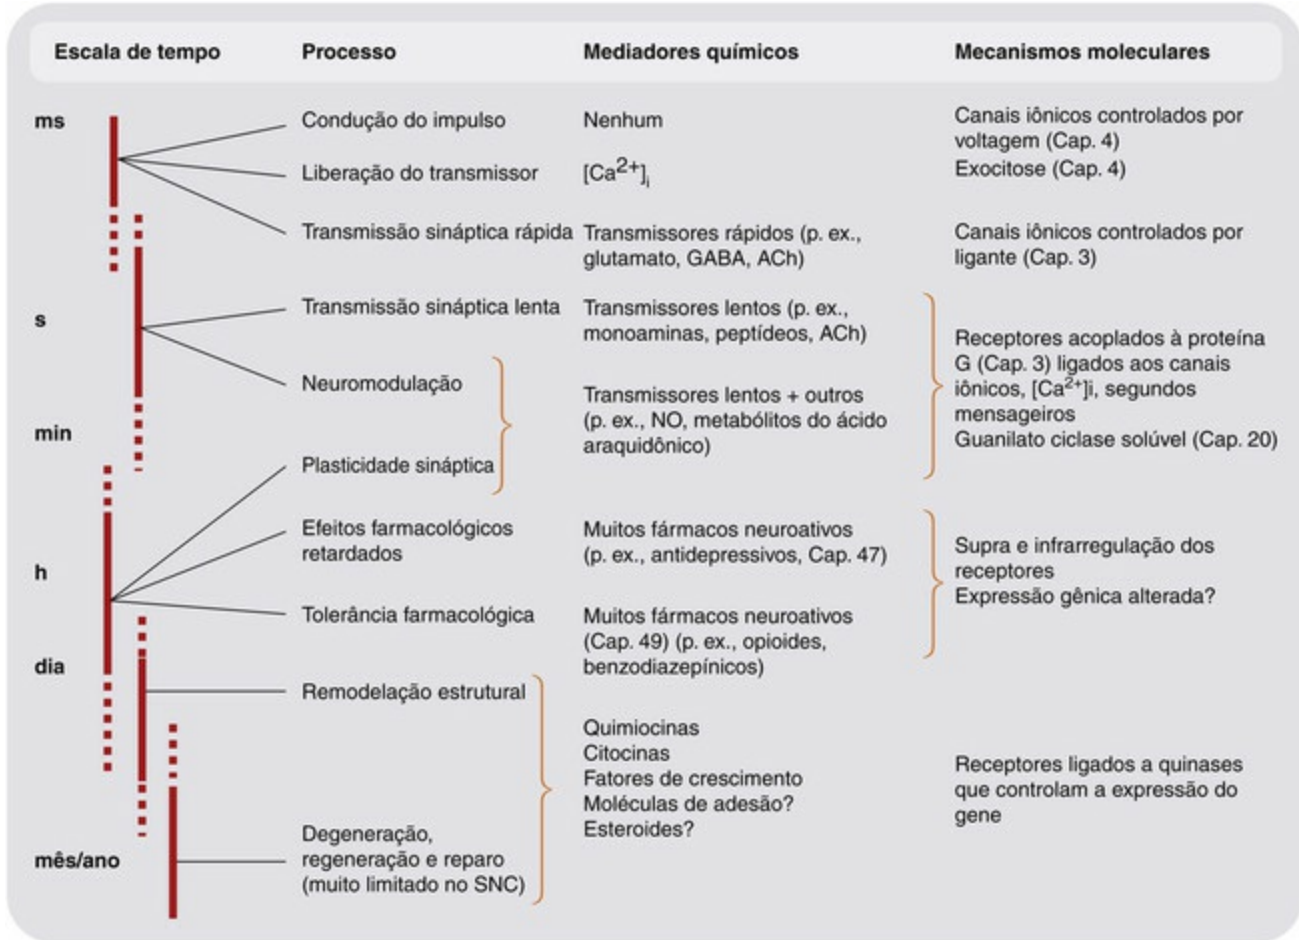 Escala de tempo
Processo
Mediadores químicos
Mecanismos moleculares
ms
Condução do impulso
Nenhum
Canais iônicos controlados por
voltagem (Cap. 4)
Liberação do transmissor
[Ca2+]i
Exocitose (Cap. 4)
Transmissão sináptica rápida
Transmissores rápidos (p. ex.,
glutamato, GABA, ACh)
Canais iônicos controlados por
ligante (Cap. 3)
s
Transmissão sináptica lenta
Transmissores lentos (p. ex.,
monoaminas, peptídeos, ACh)
Receptores acoplados à proteína
G (Cap. 3) ligados aos canais
iônicos, [Ca2+]i, segundos
mensageiros
Guanilato ciclase solúvel (Cap. 20)
Neuromodulação
Transmissores lentos + outros
(p. ex., NO, metabólitos do ácido
araquidônico)
min
Plasticidade sináptica
Efeitos farmacológicos
retardados
Muitos fármacos neuroativos
(p. ex., antidepressivos, Cap. 47)
Supra e infrarregulação dos
receptores
Expressão gênica alterada?
h
Tolerância farmacológica
Muitos fármacos neuroativos
(Cap. 49) (p. ex., opioides,
benzodiazepínicos)
dia
Remodelação estrutural
Quimiocinas
Citocinas
Fatores de crescimento
Moléculas de adesão?
Esteroides?
Receptores ligados a quinases
que controlam a expressão do
gene
mês/ano
Degeneração,
regeneração e reparo
(muito limitado no SNC)